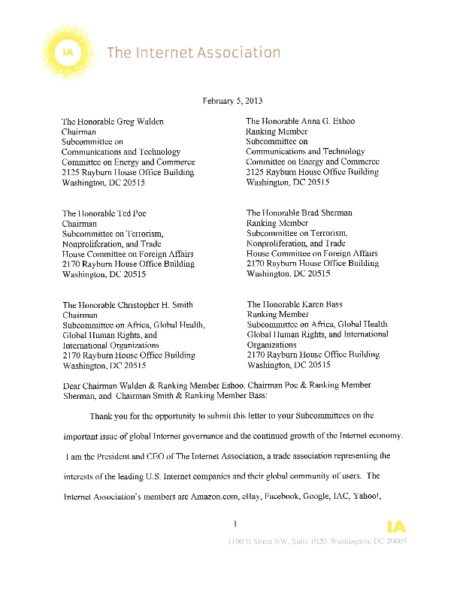 IA The Internet Association
February 5, 2013
The Honorable Greg Walden
Chairman
Subcommittee on
Communications and Technology
Committee on Energy and Commerce
2125 Rayburn House Office Building
Washington, DC 20515
The Honorable Anna G. Eshoo
Ranking Member
Subcommittee on
Communications and Technology
Committee on Energy and Commerce
2125 Rayburn House Office Building
Washington, DC 20515
The Honorable Ted Poe
Chairman
Subcommittee on Terrorism,
Nonproliferation, and Trade
House Committee on Foreign Affairs
2170 Rayburn House Office Building
Washington, DC 20515
The Honorable Brad Sherman
Ranking Member
Subcommittee on Terrorism,
Nonproliferation, and Trade
House Committee on Foreign Affairs
2170 Rayburn House Office Building
Washington, DC 20515
The Honorable Christopher H. Smith
Chairman
Subcommittee on Africa, Global Health,
Global Human Rights, and
International Organizations
2170 Rayburn House Office Building
Washington, DC 20515
The Honorable Karen Bass
Ranking Member
Subcommittee on Africa, Global Health
Global Human Rights, and International
Organizations
2170 Rayburn House Office Building
Washington, DC 20515
Dear Chairman Walden & Ranking Member Eshoo, Chairman Poe & Ranking Member
Sherman, and Chairman Smith & Ranking Member Bass:
Thank you for the opportunity to submit this letter to your Subcommittees on the
important issue of global Internet governance and the continued growth of the Internet economy.
I am the President and CEO of The Internet Association, a trade association representing the
interests of the leading U.S. Internet companies and their global community of users. The
Internet Association's members are Amazon.com, eBay, Facebook, Google, IAC, Yahoo!,
1
IA
1100 H Street NW, Suite 1020, Washington, DC 20005